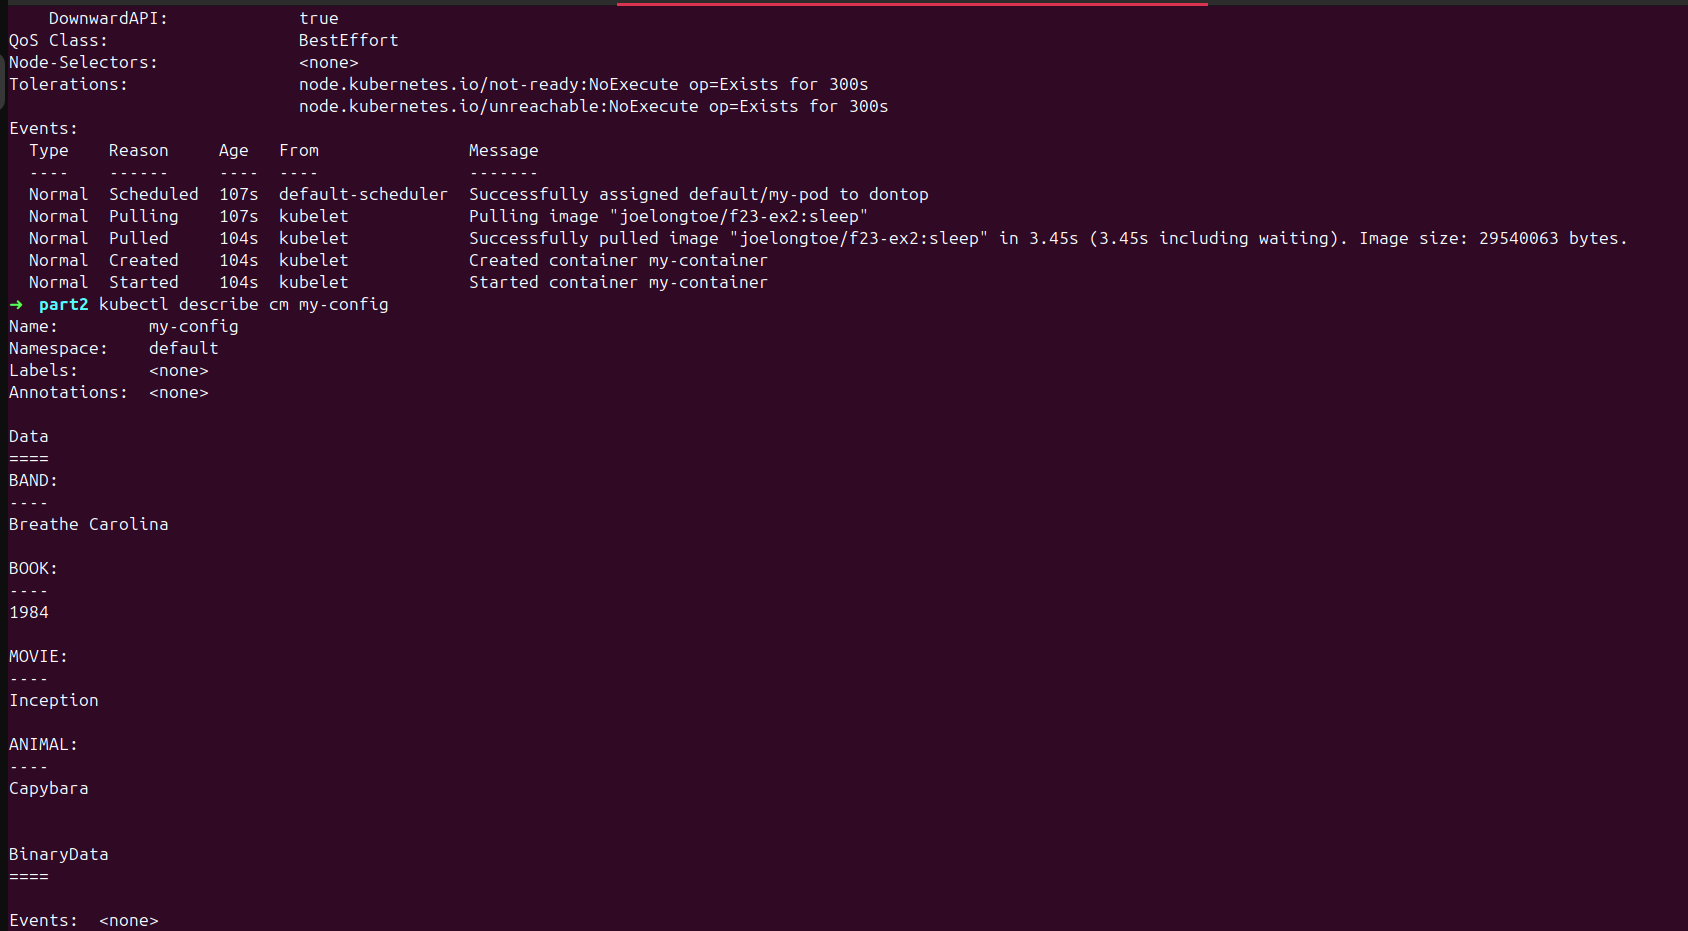 DownwardAPI:             true
QoS Class:                   BestEffort
Node-Selectors:              <none>
Tolerations:                 node.kubernetes.io/not-ready:NoExecute op=Exists for 300s
                             node.kubernetes.io/unreachable:NoExecute op=Exists for 300s
Events:
  Type    Reason     Age   From               Message
  ----    ------     ----  ----               -------
  Normal  Scheduled  107s  default-scheduler  Successfully assigned default/my-pod to dontop
  Normal  Pulling    107s  kubelet            Pulling image "joelongtoe/f23-ex2:sleep"
  Normal  Pulled     104s  kubelet            Successfully pulled image "joelongtoe/f23-ex2:sleep" in 3.45s (3.45s including waiting). Image size: 29540063 bytes.
  Normal  Created    104s  kubelet            Created container my-container
  Normal  Started    104s  kubelet            Started container my-container
➜  part2 kubectl describe cm my-config
Name:         my-config
Namespace:    default
Labels:       <none>
Annotations:  <none>

Data
====
BAND:
----
Breathe Carolina

BOOK:
----
1984

MOVIE:
----
Inception

ANIMAL:
----
Capybara


BinaryData
====

Events:  <none>